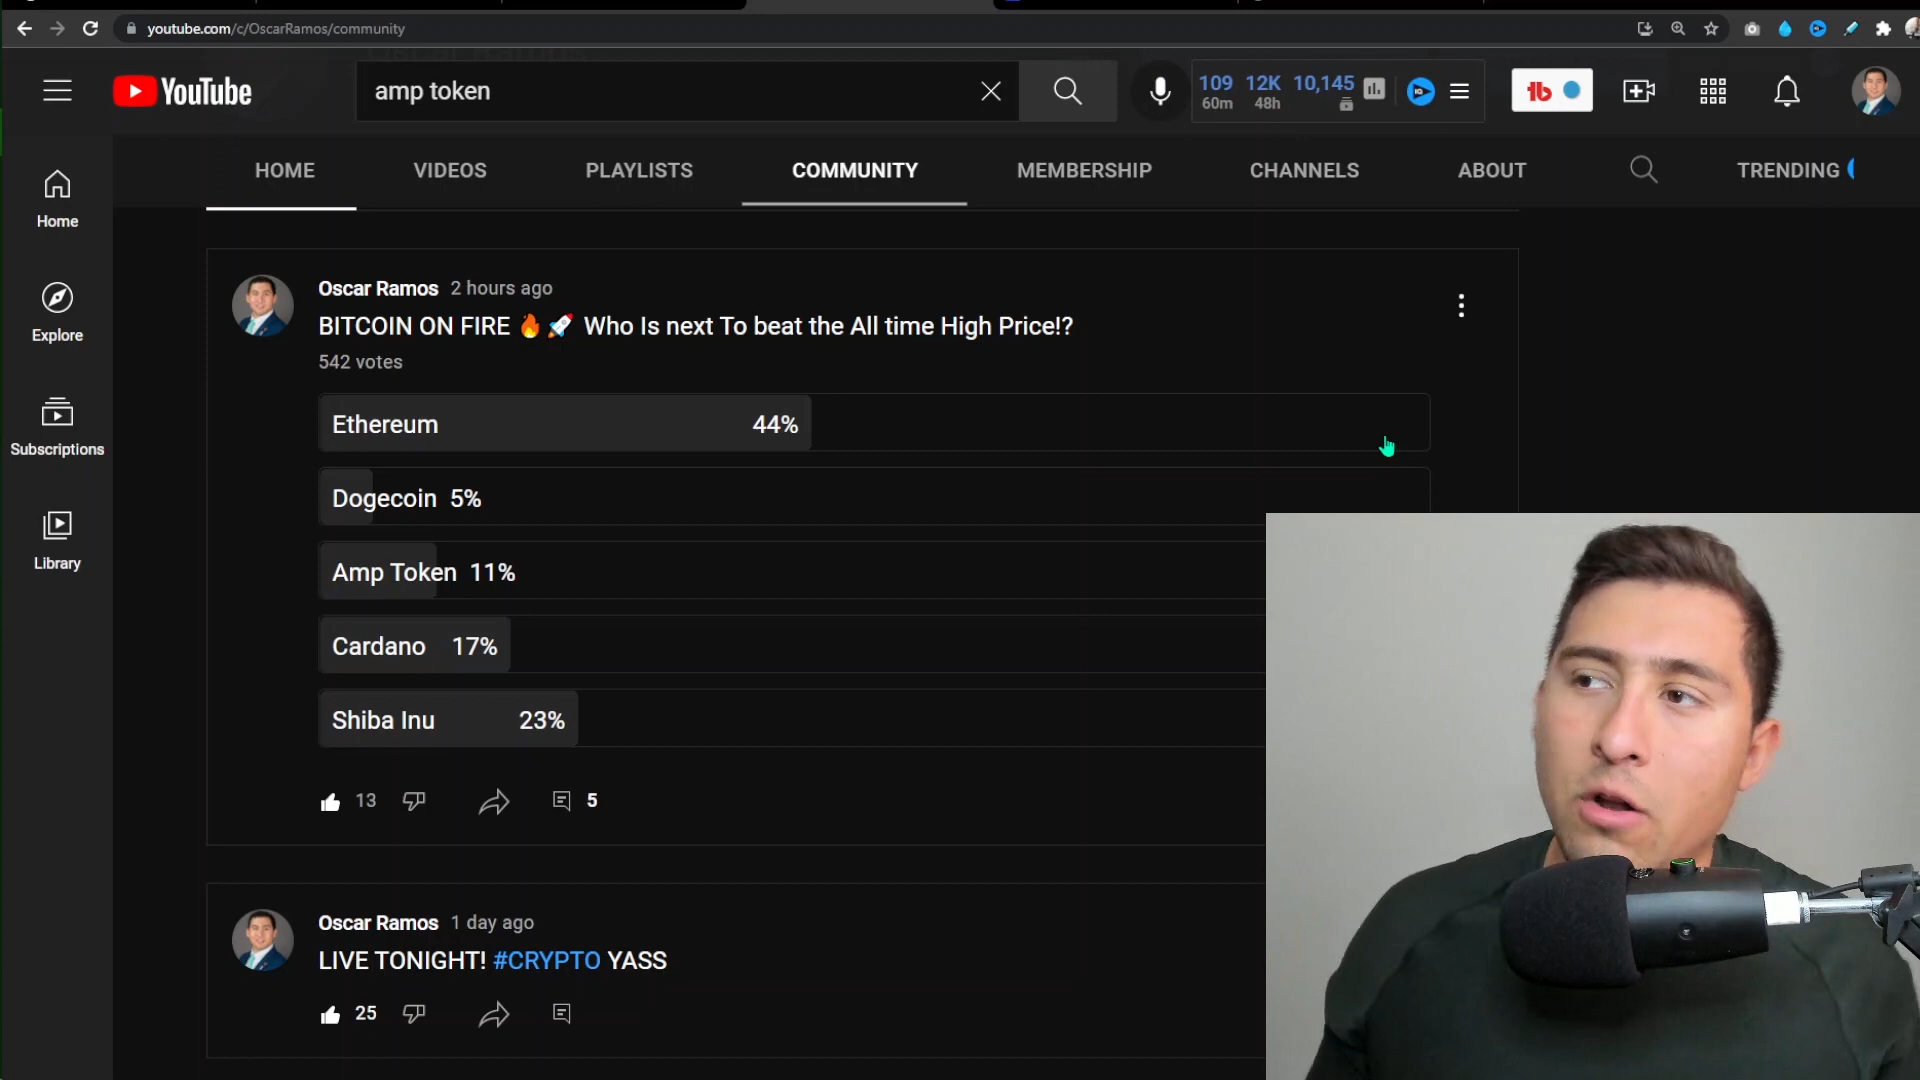 youtube.com/c/OscarRamos/community
YouTube
amp token
109 12K 10,145
60m 48h
HOME VIDEOS PLAYLISTS COMMUNITY MEMBERSHIP CHANNELS ABOUT TRENDING
Home
Explore
Subscriptions
Library
Oscar Ramos 2 hours ago
BITCOIN ON FIRE 🔥🚀 Who Is next To beat the All time High Price!?
542 votes
Ethereum 44%
Dogecoin 5%
Amp Token 11%
Cardano 17%
Shiba Inu 23%
13 5
Oscar Ramos 1 day ago
LIVE TONIGHT! #CRYPTO YASS
25